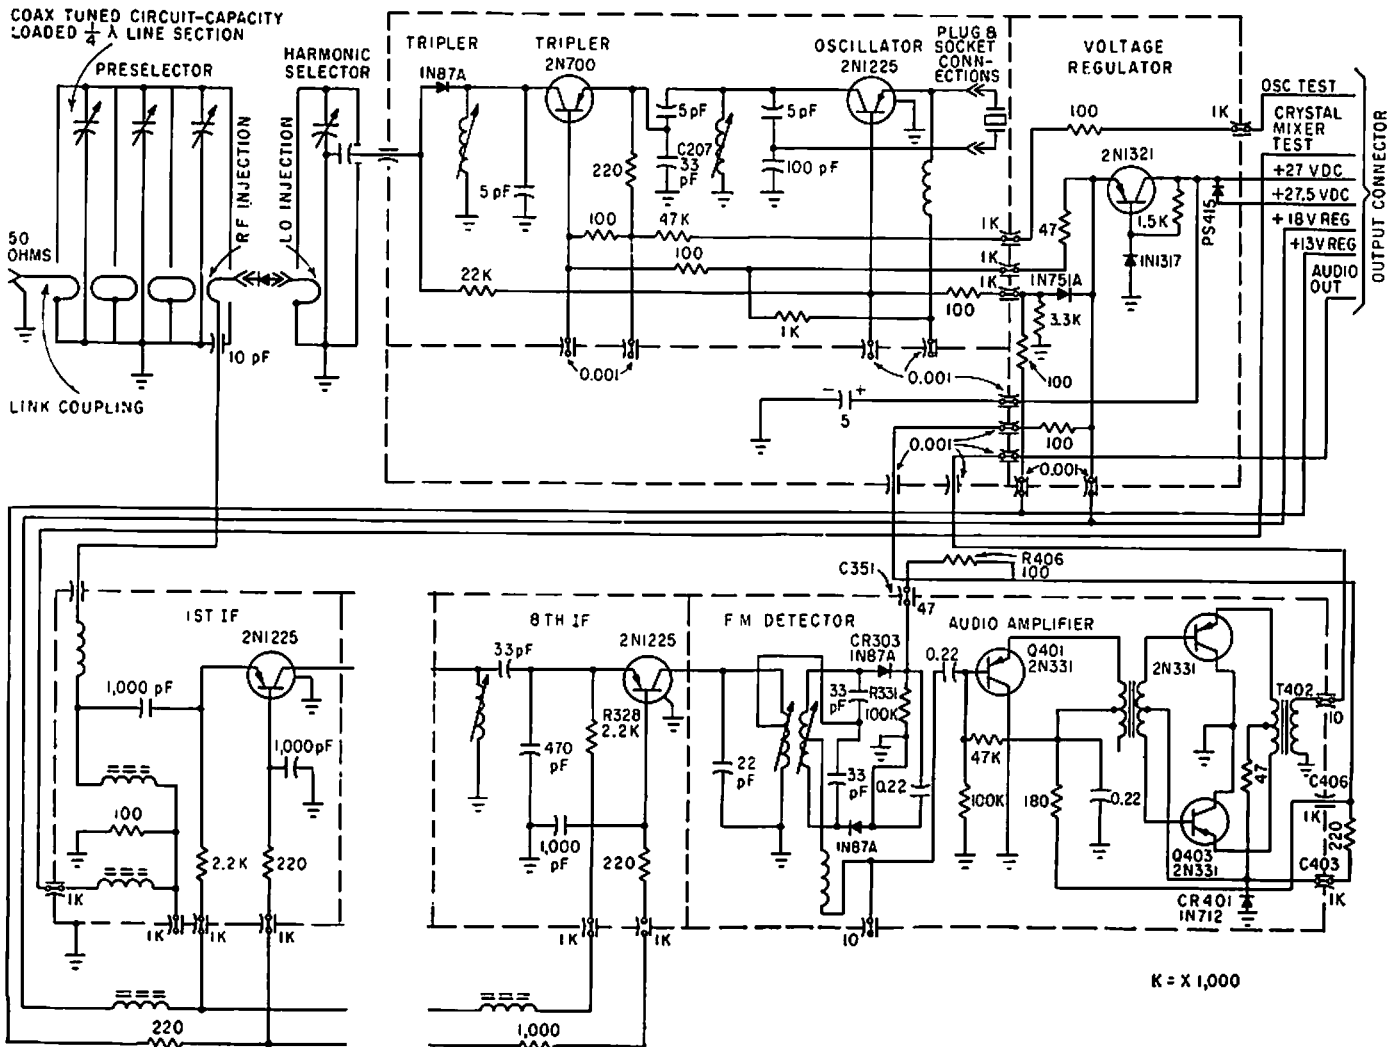 COAX TUNED CIRCUIT-CAPACITY
LOADED 1/4 λ LINE SECTION
PRESELECTOR
HARMONIC
SELECTOR
TRIPLER
1N87A
TRIPLER
2N700
OSCILLATOR
2N1225
PLUG &
SOCKET
CONN-
ECTIONS
VOLTAGE
REGULATOR
OSC TEST
CRYSTAL
MIXER
TEST
+27 VDC
+27.5 VDC
+18V REG
+13V REG
AUDIO
OUT
OUTPUT CONNECTOR
RF INJECTION
LO INJECTION
50
OHMS
LINK COUPLING
10 pF
5 pF
5 pF
C207
33
pF
5 pF
100 pF
220
100
47K
100
22K
1K
100
1K
1K
1K
0.001
0.001
5
- +
0.001
0.001
100
1K
2N1321
47
1.5K
PS415
1N1317
1N751A
3.3K
100
100
1ST IF
2N1225
1,000 pF
1,000 pF
100
2.2K
220
1K
1K
1K
1K
220
8TH IF
33 pF
2N1225
R328
2.2K
470
pF
1,000
pF
220
1K
1K
1,000
FM DETECTOR
C351
47
R406
100
CR303
1N87A
33
pF
R331
100K
22
pF
33
pF
0.22
1N87A
10
AUDIO AMPLIFIER
0.22
Q401
2N331
47K
100K
180
0.22
2N331
Q403
2N331
T402
10
47
C406
1K
220
C403
1K
CR401
1N712
K = X 1,000